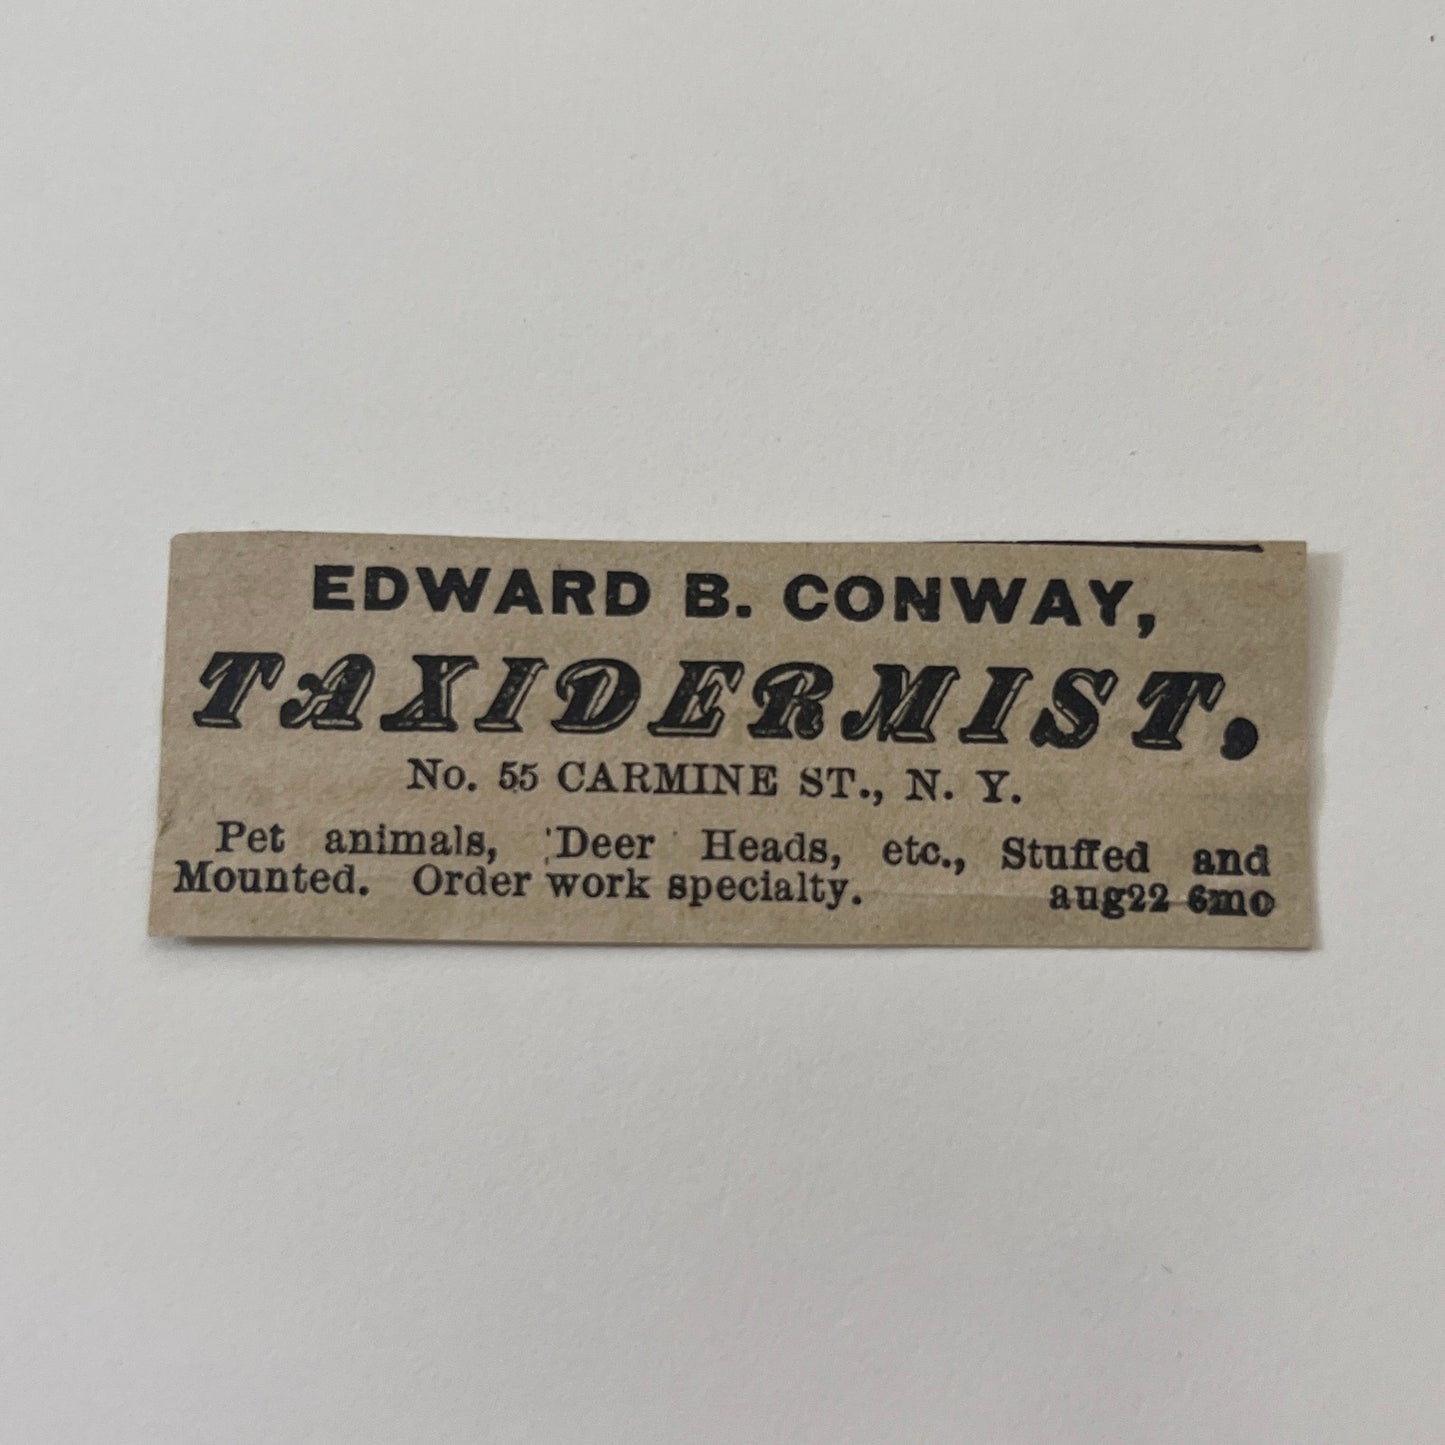 EDWARD B. CONWAY,
TAXIDERMIST,
No. 55 CARMINE ST., N. Y.
Pet animals, Deer Heads, etc., Stuffed and
Mounted. Order work specialty. aug22 6mo